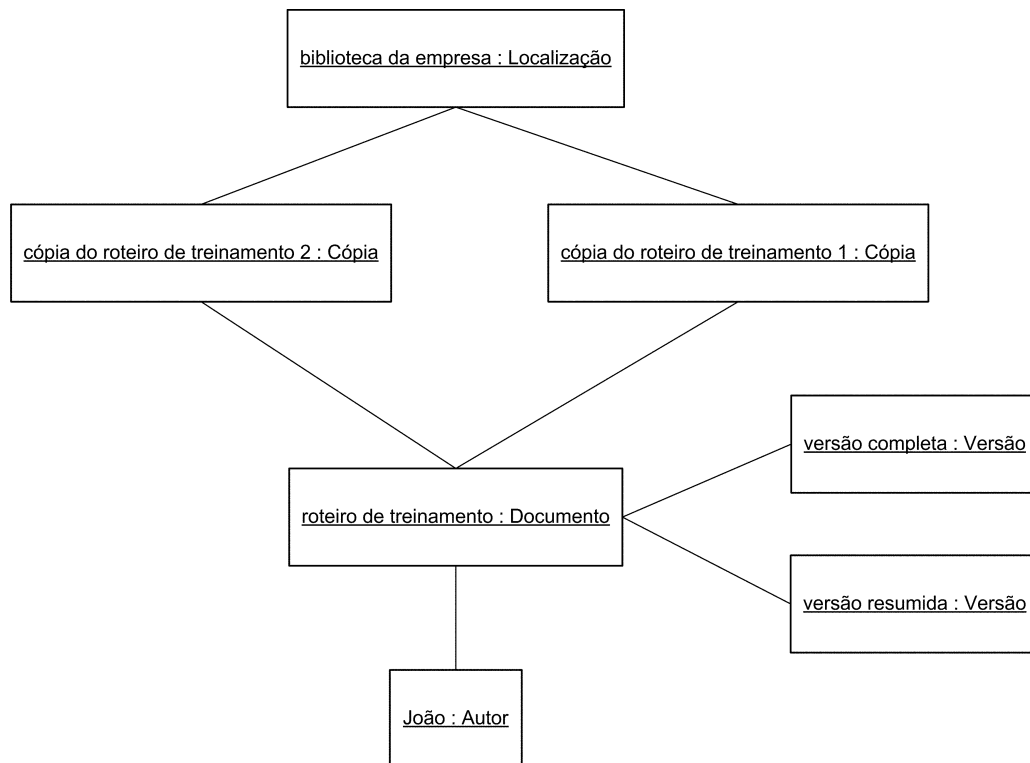 biblioteca da empresa : Localização
cópia do roteiro de treinamento 2 : Cópia
cópia do roteiro de treinamento 1 : Cópia
versão completa : Versão
roteiro de treinamento : Documento
versão resumida : Versão
João : Autor